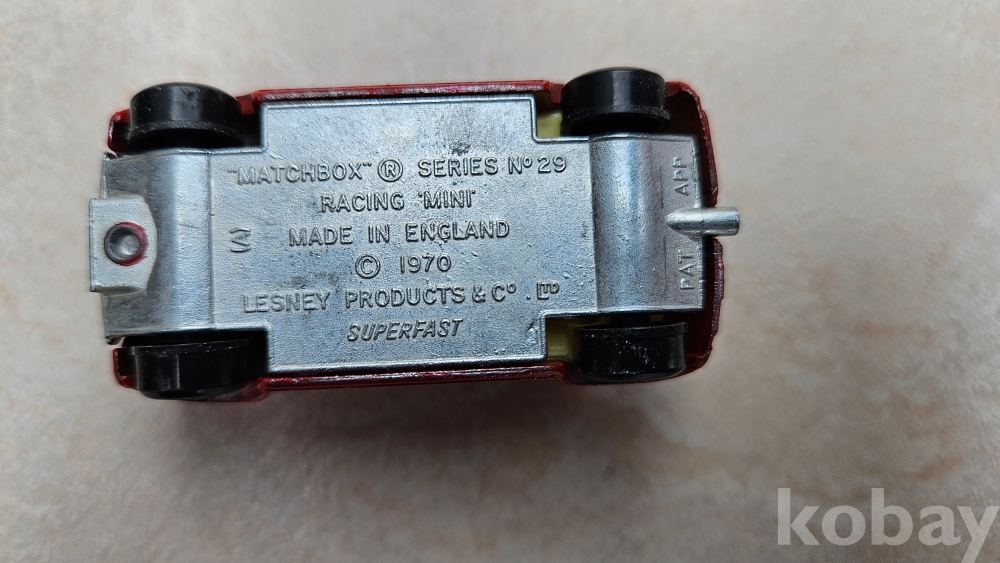 "MATCHBOX" ® SERIES Nº 29
RACING "MINI"
MADE IN ENGLAND
© 1970
LESNEY PRODUCTS & Cº. LTD
SUPERFAST
PAT APP
kobay